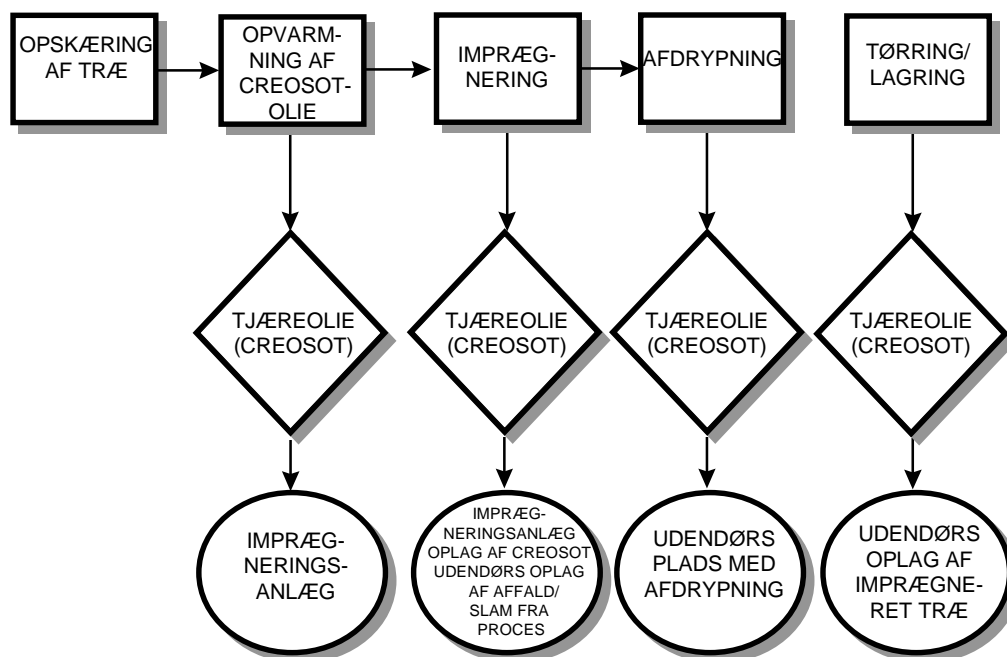 OPSKÆRING
AF TRÆ
OPVARM-
NING AF
CREOSOT-
OLIE
IMPRÆG-
NERING
AFDRYPNING
TØRRING/
LAGRING
TJÆREOLIE
(CREOSOT)
TJÆREOLIE
(CREOSOT)
TJÆREOLIE
(CREOSOT)
TJÆREOLIE
(CREOSOT)
IMPRÆG-
NERINGS-
ANLÆG
IMPRÆG-
NERINGSANLÆG
OPLAG AF CREOSOT
UDENDØRS OPLAG
AF AFFALD/
SLAM FRA
PROCES
UDENDØRS
PLADS MED
AFDRYPNING
UDENDØRS
OPLAG AF
IMPRÆGNE-
RET TRÆ